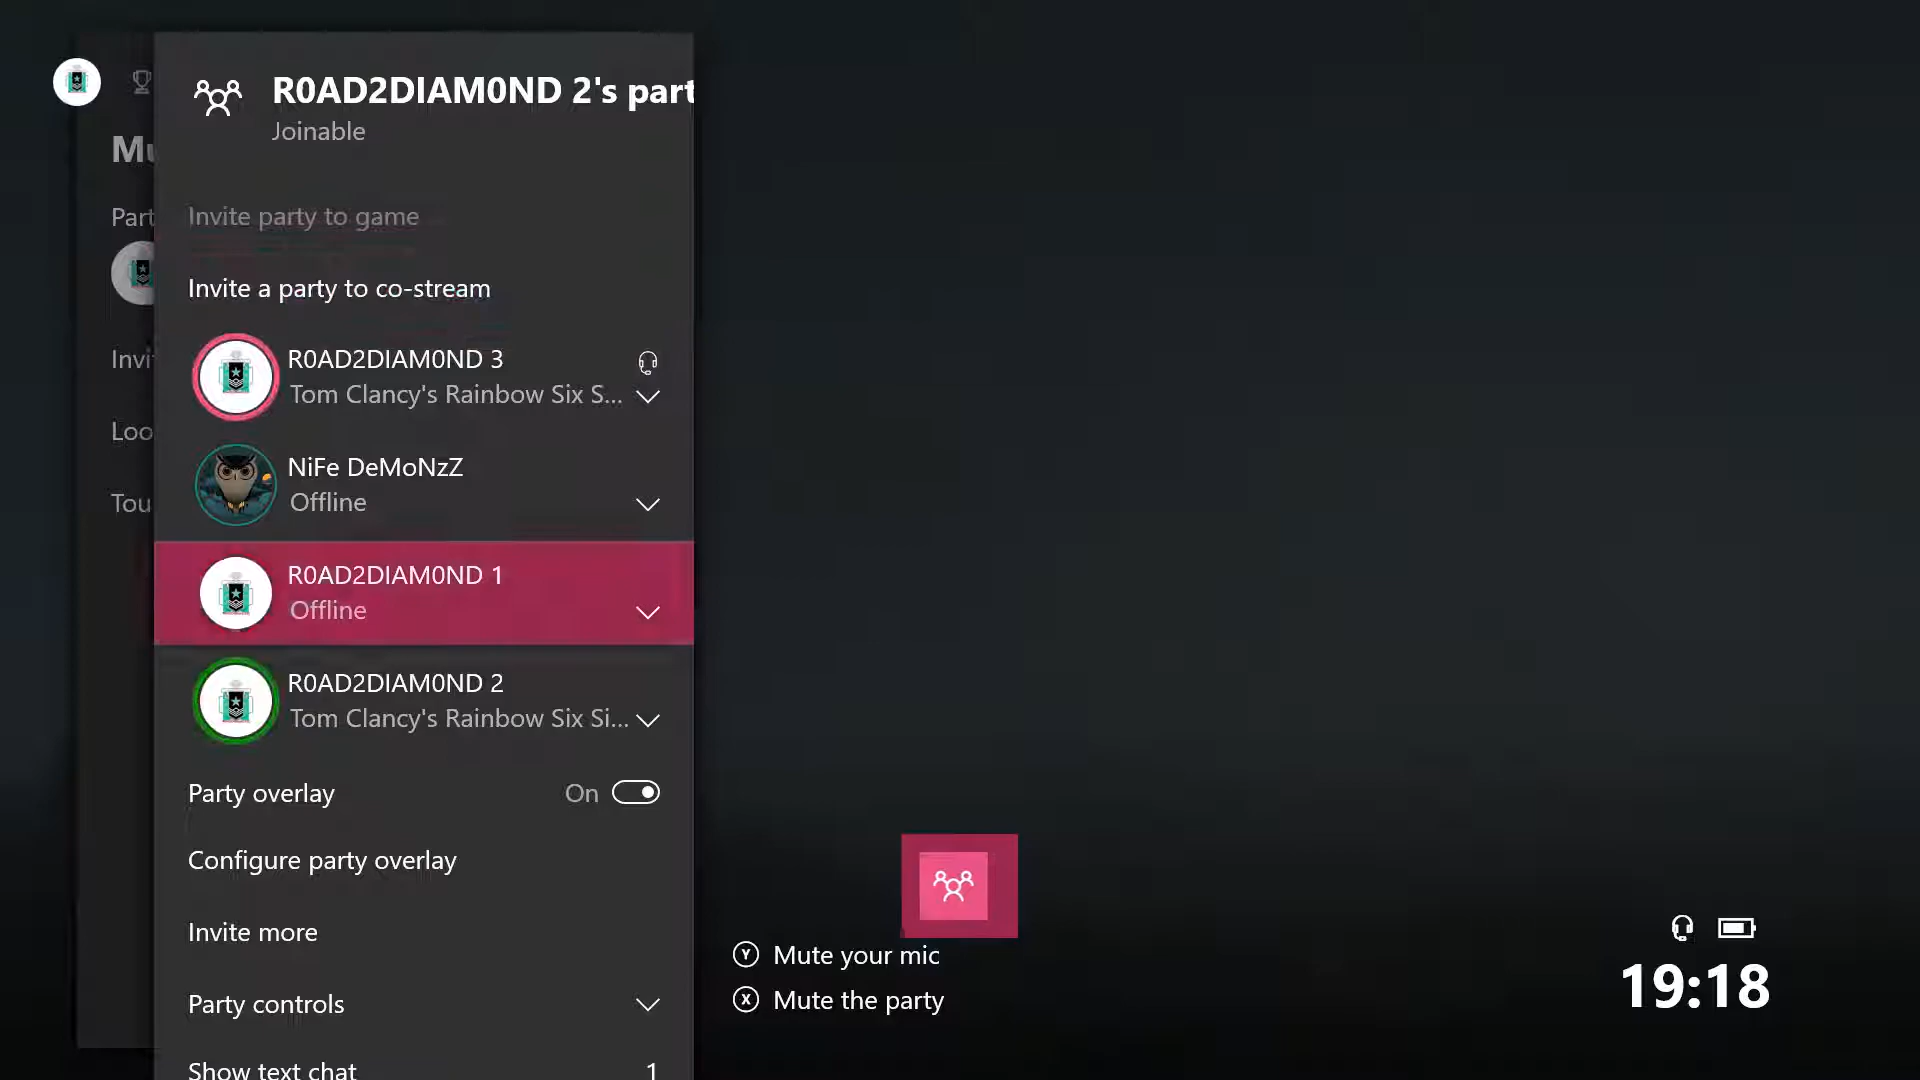 R0AD2DIAM0ND 2's part
Joinable
Mu
Part
Invi
Loo
Tou
Invite party to game
Invite a party to co-stream
R0AD2DIAM0ND 3
Tom Clancy's Rainbow Six S...
NiFe DeMoNzZ
Offline
R0AD2DIAM0ND 1
Offline
R0AD2DIAM0ND 2
Tom Clancy's Rainbow Six Si...
Party overlay On
Configure party overlay
Invite more
Party controls
Show text chat 1
Y Mute your mic
X Mute the party
19:18